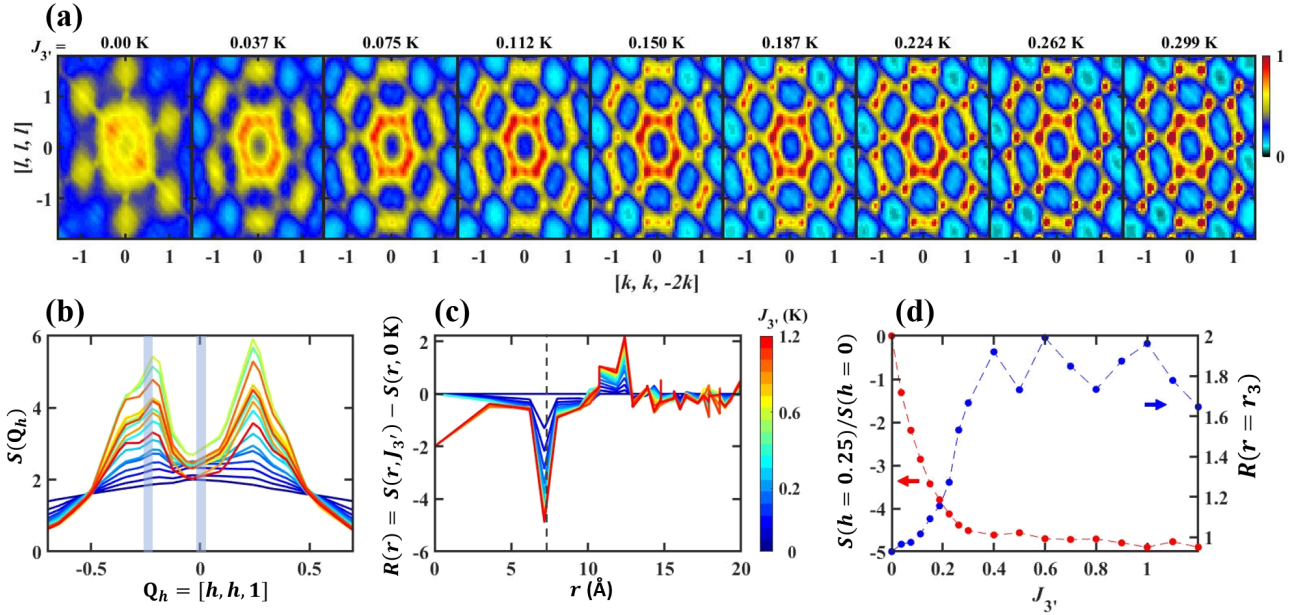 (a)
J3' = 0.00 K 0.037 K 0.075 K 0.112 K 0.150 K 0.187 K 0.224 K 0.262 K 0.299 K
[l, l, l]
1
0
-1
1
0
-1 0 1 -1 0 1 -1 0 1 -1 0 1 -1 0 1 -1 0 1 -1 0 1 -1 0 1 -1 0 1
[k, k, -2k]
(b)
S(Qh)
6
4
2
0
-0.5 0 0.5
Qh = [h, h, 1]
(c)
R(r) = S(r, J3') − S(r, 0 K)
2
0
-2
-4
-6
0 5 10 15 20
r (Å)
J3' (K)
1.2
0.6
0.2
0
(d)
S(h = 0.25)/S(h = 0)
0
-1
-2
-3
-4
-5
0 0.2 0.4 0.6 0.8 1
J3'
2
1.8
1.6
1.4
1.2
1
R(r = r3)